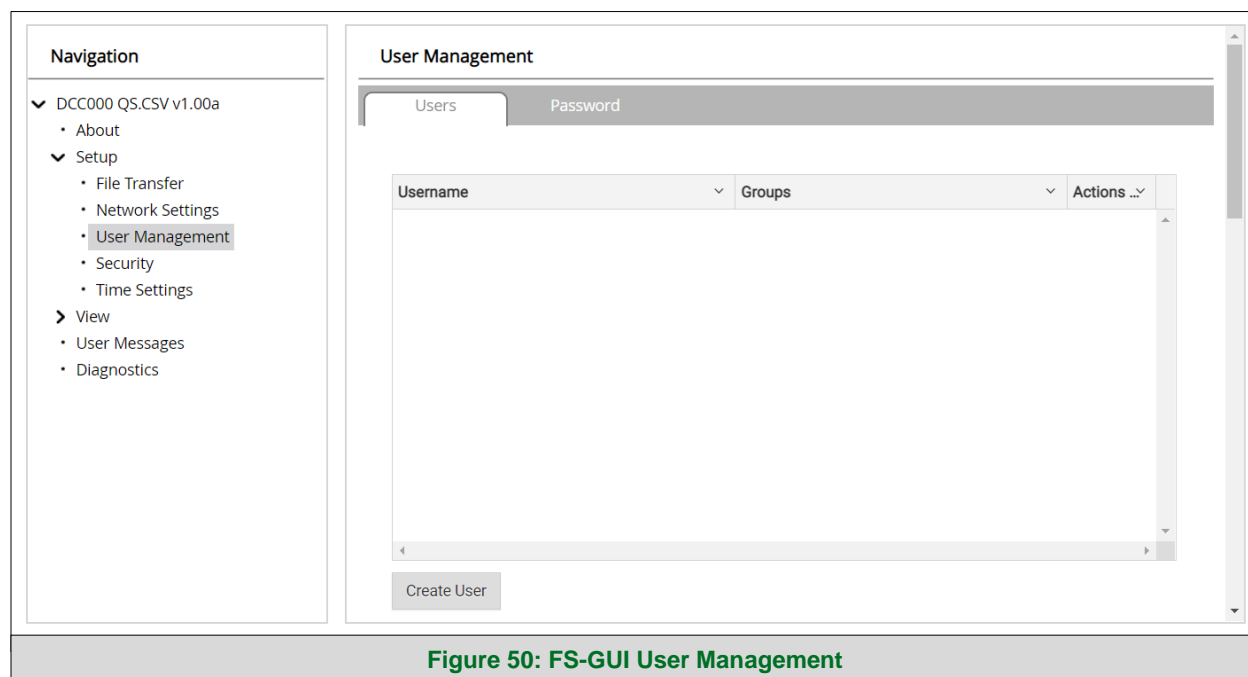 Navigation
DCC000 QS.CSV v1.00a
About
Setup
File Transfer
Network Settings
User Management
Security
Time Settings
View
User Messages
Diagnostics
User Management
Users Password
Username Groups Actions ...
Create User
Figure 50: FS-GUI User Management